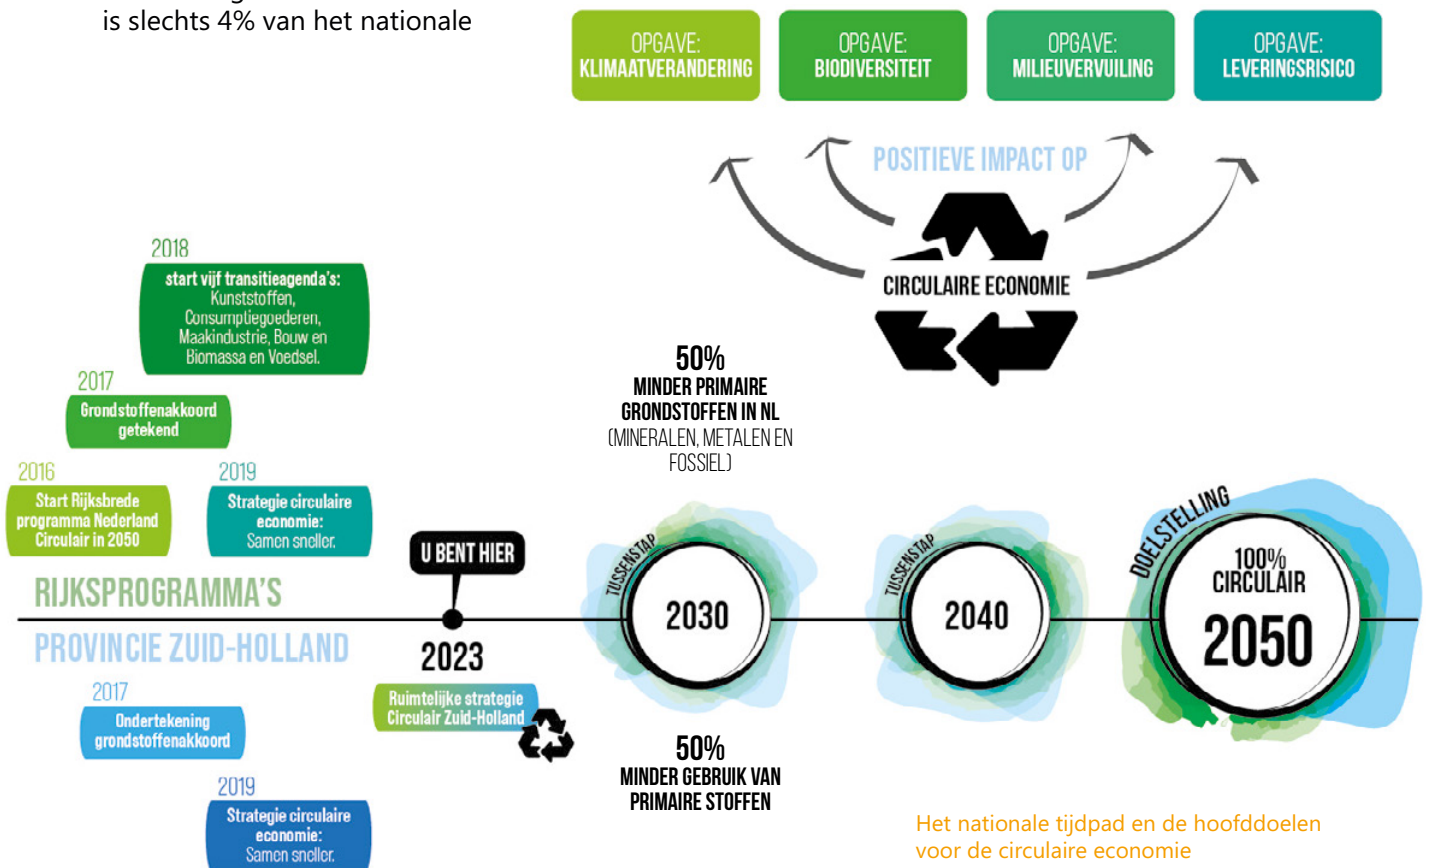 is slechts 4% van het nationale
OPGAVE:
KLIMAATVERANDERING
OPGAVE:
BIODIVERSITEIT
OPGAVE:
MILIEUVERVUILING
OPGAVE:
LEVERINGSRISICO
POSITIEVE IMPACT OP
CIRCULAIRE ECONOMIE
2018
start vijf transitieagenda's:
Kunststoffen,
Consumptiegoederen,
Maakindustrie, Bouw en
Biomassa en Voedsel.
2017
Grondstoffenakkoord
getekend
2016
Start Rijksbrede
programma Nederland
Circulair in 2050
2019
Strategie circulaire
economie:
Samen sneller.
50%
MINDER PRIMAIRE
GRONDSTOFFEN IN NL
(MINERALEN, METALEN EN
FOSSIEL)
U BENT HIER
RIJKSPROGRAMMA'S
PROVINCIE ZUID-HOLLAND
2023
Ruimtelijke strategie
Circulair Zuid-Holland
TUSSENSTAP
2030
TUSSENSTAP
2040
DOELSTELLING
100%
CIRCULAIR
2050
2017
Ondertekening
grondstoffenakkoord
2019
Strategie circulaire
economie:
Samen sneller.
50%
MINDER GEBRUIK VAN
PRIMAIRE STOFFEN
Het nationale tijdpad en de hoofddoelen
voor de circulaire economie